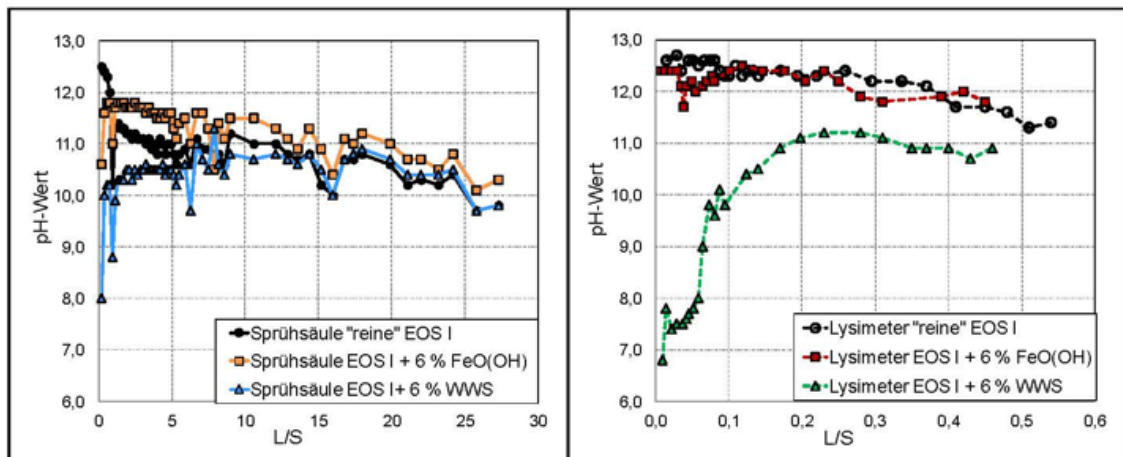 13,0
12,0
11,0
10,0
9,0
8,0
7,0
6,0
pH-Wert
0 5 10 15 20 25 30
L/S
Sprühsäule "reine" EOS I
Sprühsäule EOS I + 6 % FeO(OH)
Sprühsäule EOS I+ 6 % WWS
13,0
12,0
11,0
10,0
9,0
8,0
7,0
6,0
pH-Wert
0,0 0,1 0,2 0,3 0,4 0,5 0,6
L/S
Lysimeter "reine" EOS I
Lysimeter EOS I + 6 % FeO(OH)
Lysimeter EOS I + 6 % WWS